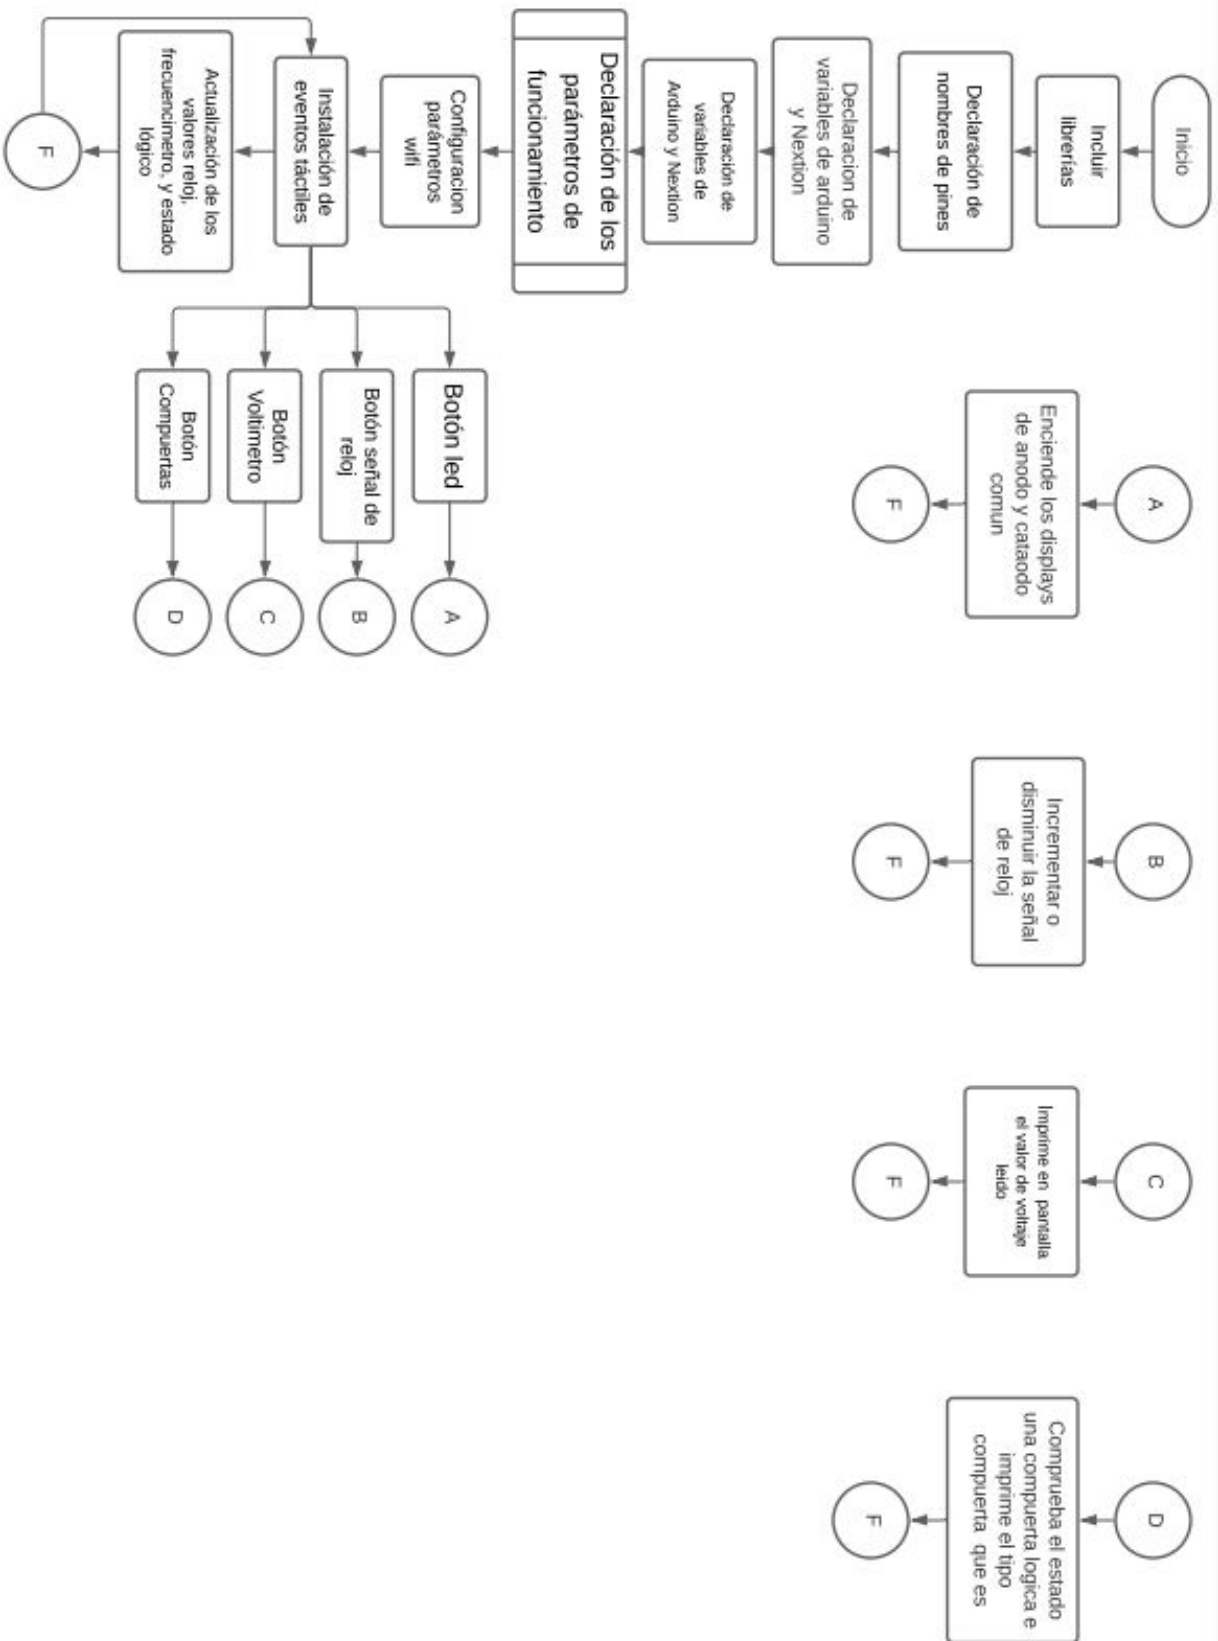 Inicio
Incluir
librerías
Declaración de
nombres de pines
Declaracion de
variables de arduino
y Nextion
Declaración de
variables de
Arduino y Nextion
Declaración de los
parámetros de
funcionamiento
Configuracion
parámetros
wifi
Instalación de
eventos táctiles
Actualización de los
valores reloj,
frecuencimetro, y estado
lógico
F
Botón led
A
Botón señal de
reloj
B
Botón
Voltimetro
C
Botón
Compuertas
D
A
Enciende los displays
de anodo y cataodo
comun
F
B
Incrementar o
disminuir la señal
de reloj
F
C
Imprime en pantalla
el valor de voltaje
leido
F
D
Comprueba el estado
una compuerta logica e
imprime el tipo
compuerta que es
F